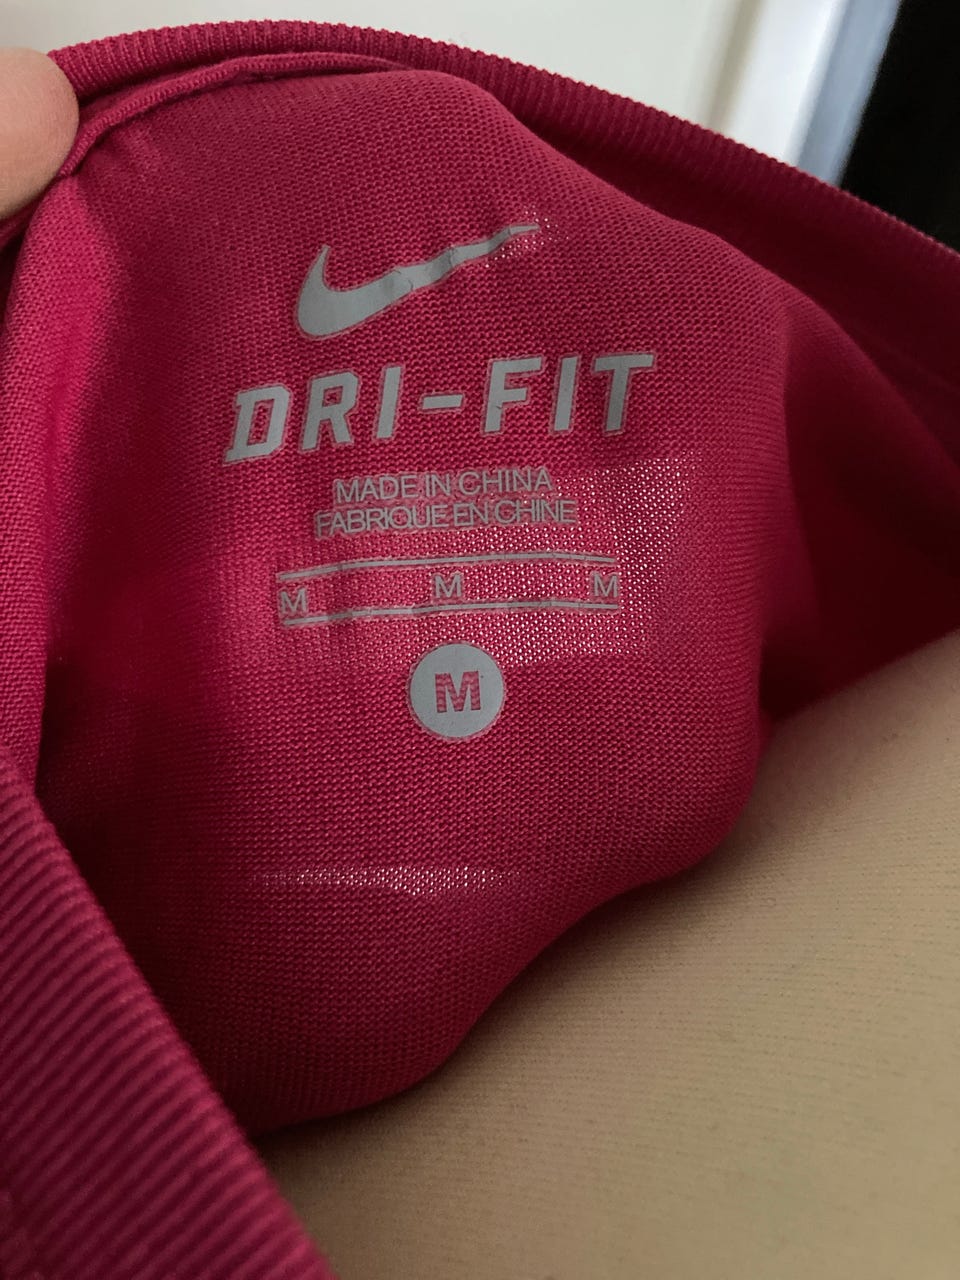 DRI-FIT
MADE IN CHINA
FABRIQUE EN CHINE
M M M
M